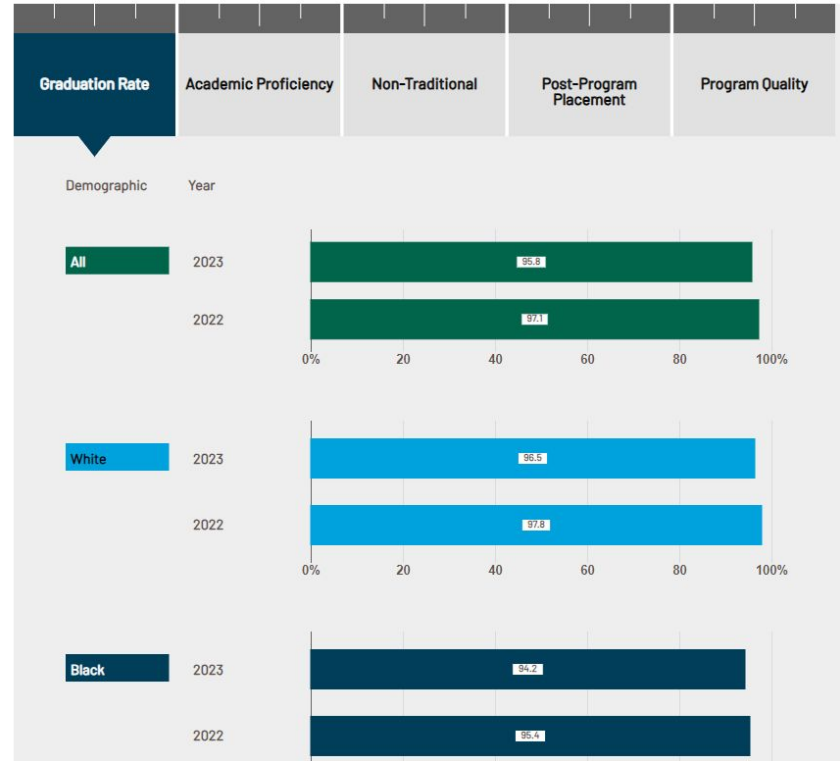 Graduation Rate
Academic Proficiency
Non-Traditional
Post-Program
Placement
Program Quality
Demographic Year
All 2023 95.8
2022 97.1
0% 20 40 60 80 100%
White 2023 96.5
2022 97.8
0% 20 40 60 80 100%
Black 2023 94.2
2022 95.4